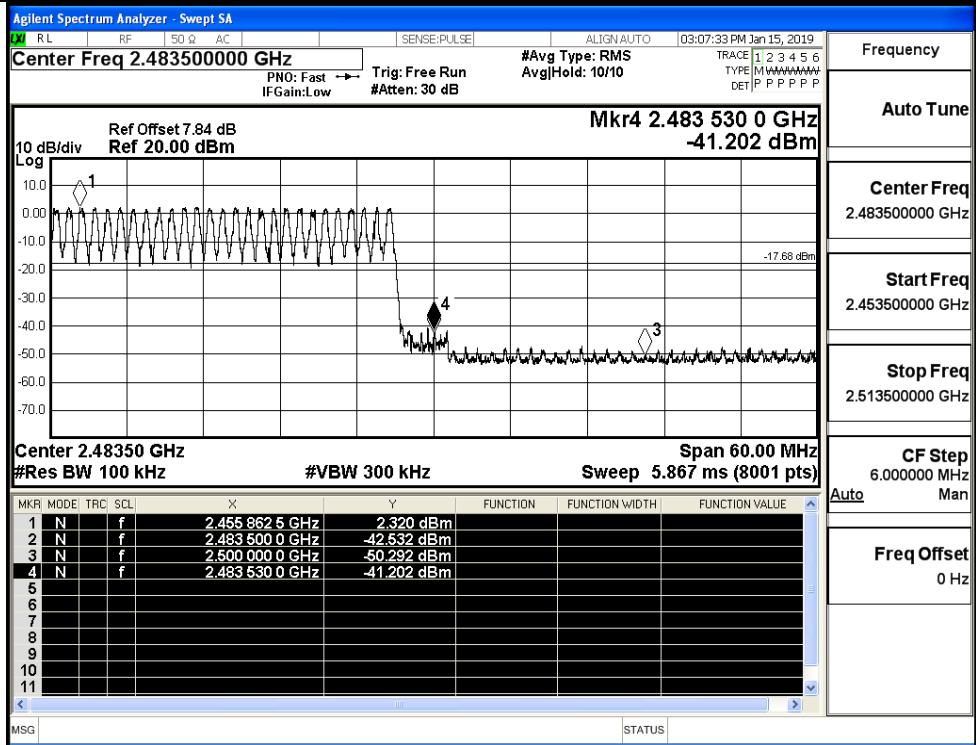 Agilent Spectrum Analyzer - Swept SA
LXI RL RF 50 Ω AC SENSE:PULSE ALIGN AUTO 03:07:33 PM Jan 15, 2019
Center Freq 2.483500000 GHz
PNO: Fast
IFGain:Low
Trig: Free Run
#Atten: 30 dB
#Avg Type: RMS
Avg|Hold: 10/10
TRACE 1 2 3 4 5 6
TYPE M WWWWW
DET P P P P P P
Mkr4 2.483 530 0 GHz
-41.202 dBm
Ref Offset 7.84 dB
10 dB/div Ref 20.00 dBm
Log
10.0
0.00
-10.0
-20.0
-30.0
-40.0
-50.0
-60.0
-70.0
1
4
3
-17.68 dBm
Center 2.48350 GHz Span 60.00 MHz
#Res BW 100 kHz #VBW 300 kHz Sweep 5.867 ms (8001 pts)
MKR MODE TRC SCL X Y FUNCTION FUNCTION WIDTH FUNCTION VALUE
1 N f 2.455 862 5 GHz 2.320 dBm
2 N f 2.483 500 0 GHz -42.532 dBm
3 N f 2.500 000 0 GHz -50.292 dBm
4 N f 2.483 530 0 GHz -41.202 dBm
5
6
7
8
9
10
11
MSG STATUS
Frequency
Auto Tune
Center Freq
2.483500000 GHz
Start Freq
2.453500000 GHz
Stop Freq
2.513500000 GHz
CF Step
6.000000 MHz
Auto Man
Freq Offset
0 Hz